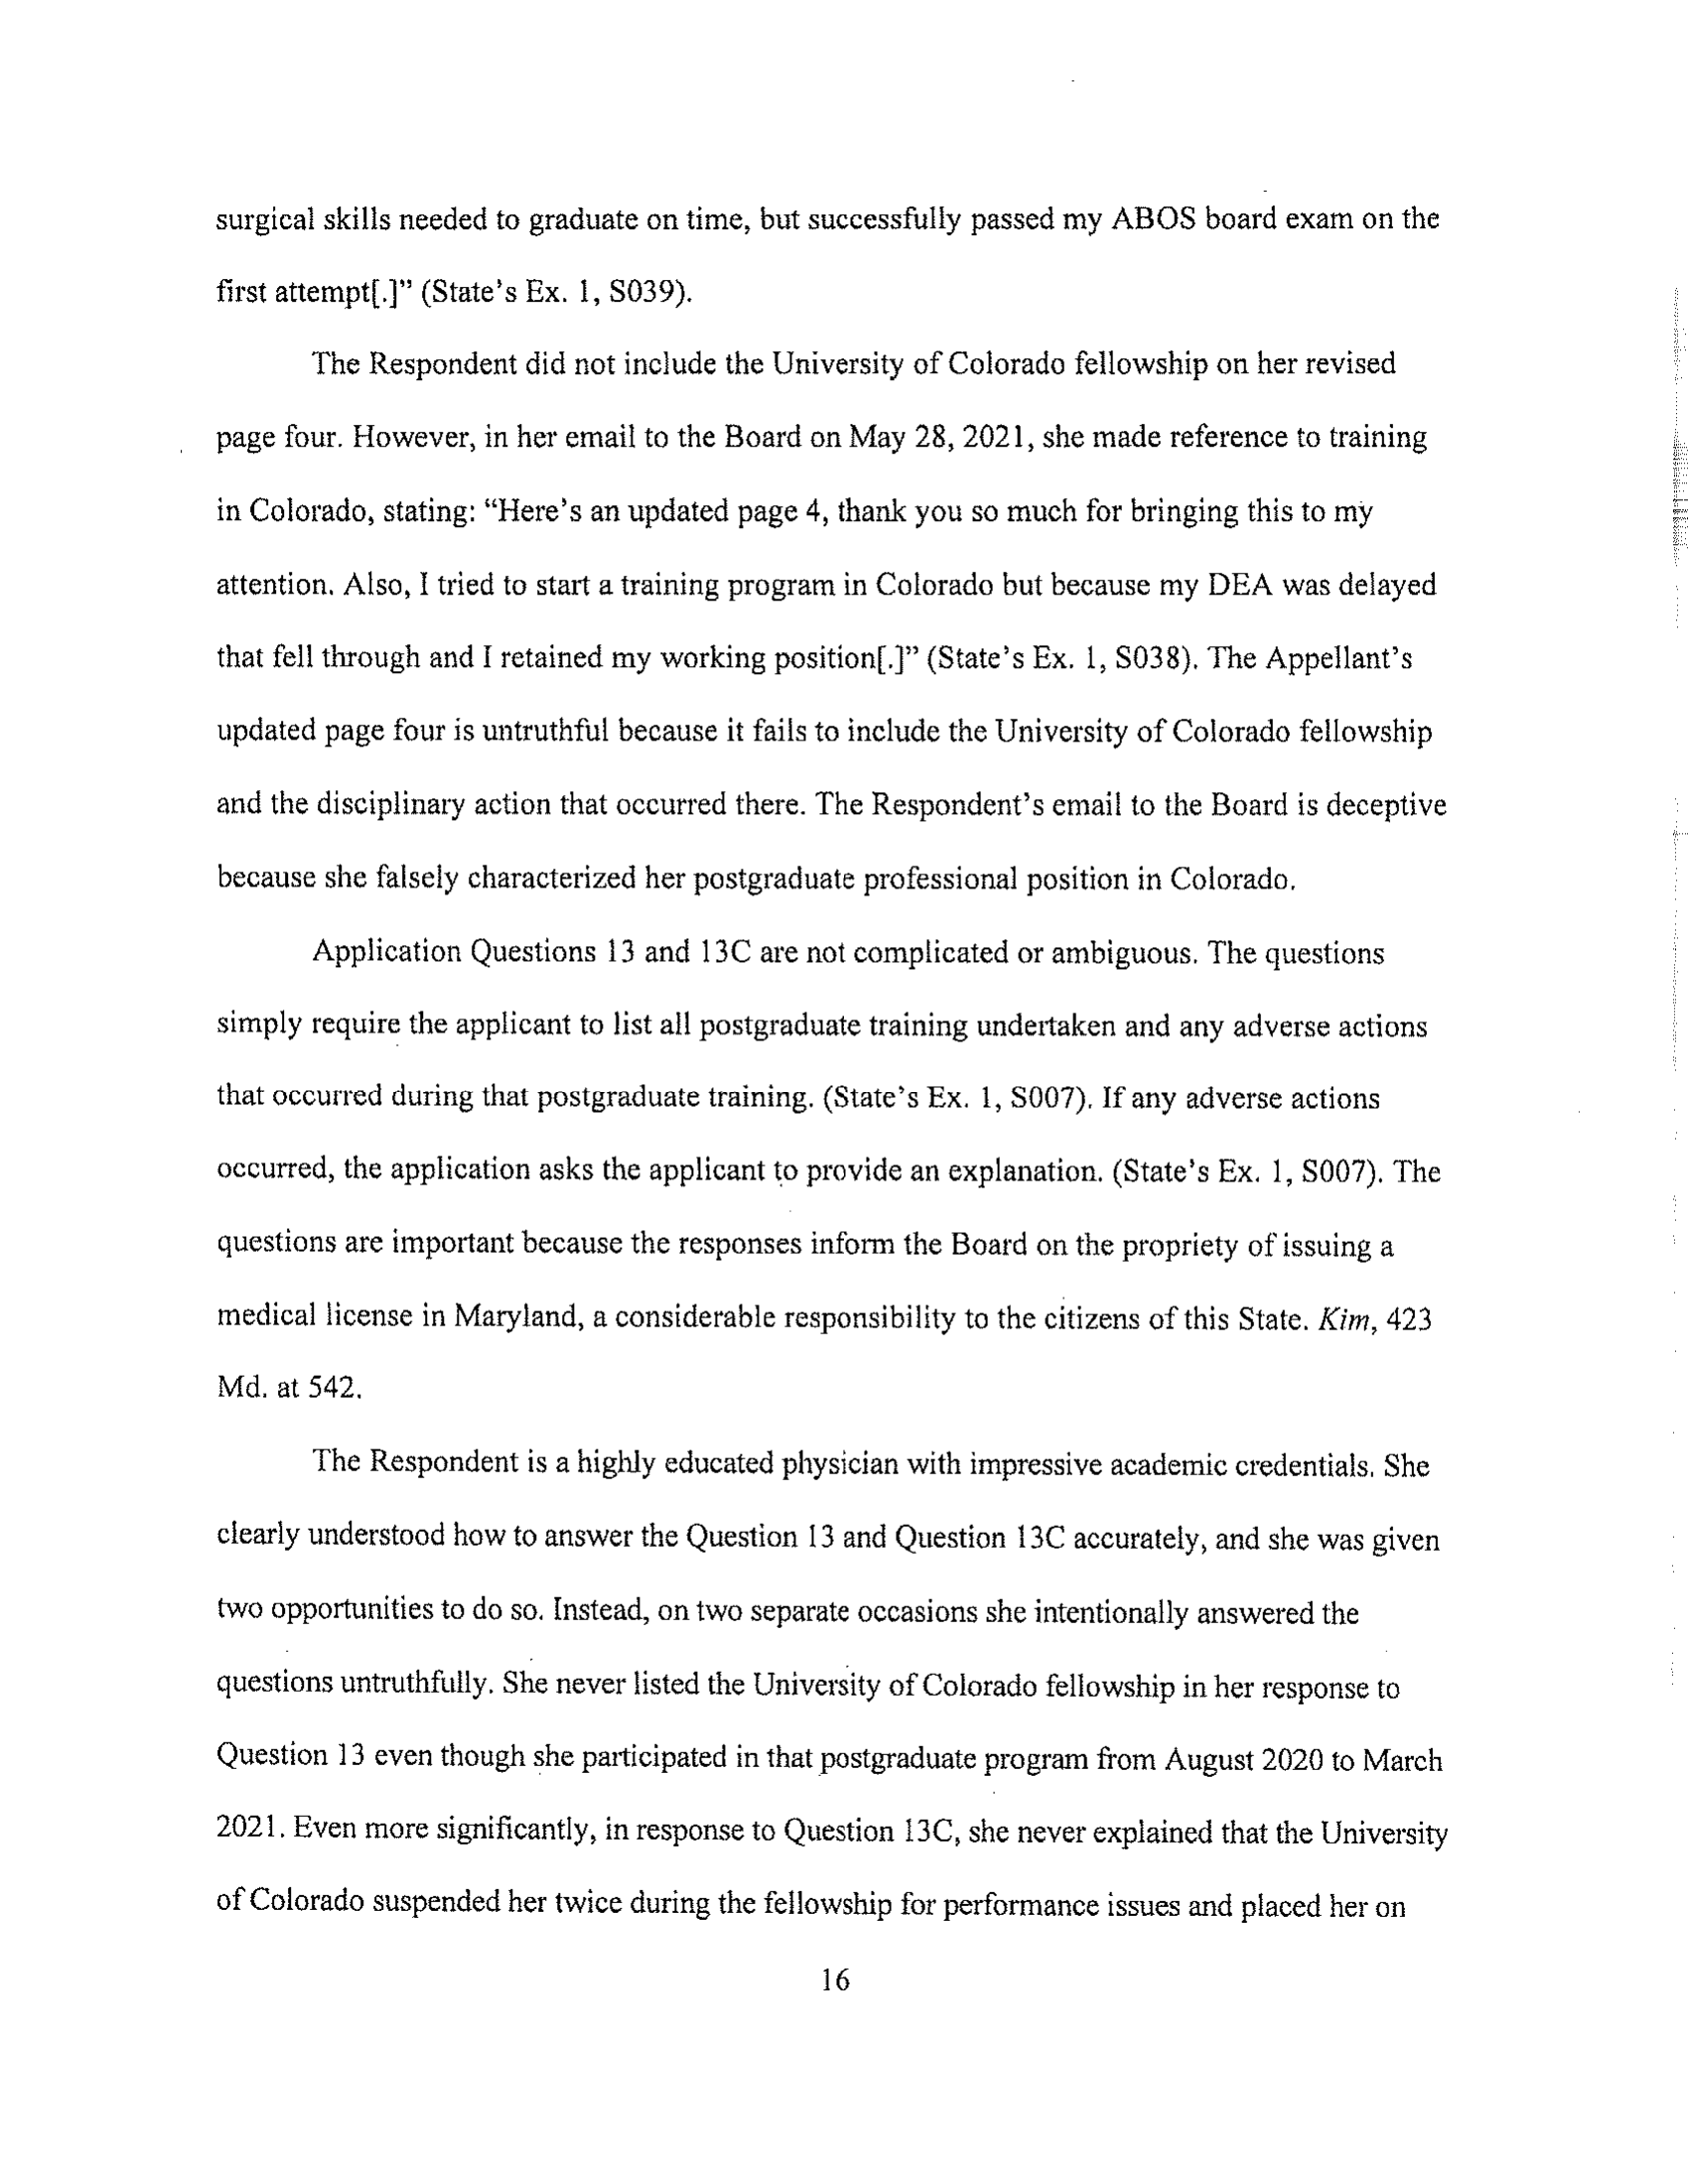 surgical skills needed to graduate on time, but successfully passed my ABOS board exam on the
first attempt[.]” (State’s Ex. 1, S039).
The Respondent did not include the University of Colorado fellowship on her revised
page four. However, in her email to the Board on May 28, 2021, she made reference to training
in Colorado, stating: “Here’s an updated page 4, thank you so much for bringing this to my
attention. Also, I tried to start a training program in Colorado but because my DEA was delayed
that fell through and I retained my working position[.]” (State’s Ex. 1, S038). The Appellant’s
updated page four is untruthful because it fails to include the University of Colorado fellowship
and the disciplinary action that occurred there. The Respondent’s email to the Board is deceptive
because she falsely characterized her postgraduate professional position in Colorado.
Application Questions 13 and 13C are not complicated or ambiguous. The questions
simply require the applicant to list all postgraduate training undertaken and any adverse actions
that occurred during that postgraduate training. (State’s Ex. 1, S007). If any adverse actions
occurred, the application asks the applicant to provide an explanation. (State’s Ex. 1, S007). The
questions are important because the responses inform the Board on the propriety of issuing a
medical license in Maryland, a considerable responsibility to the citizens of this State. Kim, 423
Md. at 542.
The Respondent is a highly educated physician with impressive academic credentials. She
clearly understood how to answer the Question 13 and Question 13C accurately, and she was given
two opportunities to do so. Instead, on two separate occasions she intentionally answered the
questions untruthfully. She never listed the University of Colorado fellowship in her response to
Question 13 even though she participated in that postgraduate program from August 2020 to March
2021. Even more significantly, in response to Question 13C, she never explained that the University
of Colorado suspended her twice during the fellowship for performance issues and placed her on
16